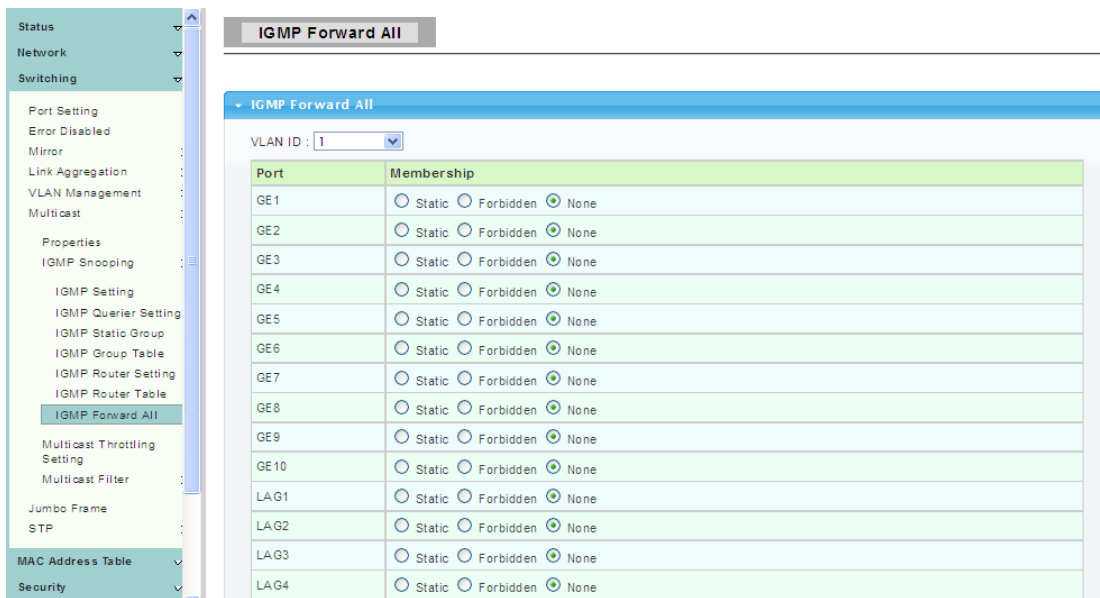 Status
Network
Switching
Port Setting
Error Disabled
Mirror
Link Aggregation
VLAN Management
Multicast
Properties
IGMP Snooping
IGMP Setting
IGMP Querier Setting
IGMP Static Group
IGMP Group Table
IGMP Router Setting
IGMP Router Table
IGMP Forward All
Multicast Throttling
Setting
Multicast Filter
Jumbo Frame
STP
MAC Address Table
Security
IGMP Forward All
IGMP Forward All
VLAN ID : 1
Port Membership
GE1 Static Forbidden None
GE2 Static Forbidden None
GE3 Static Forbidden None
GE4 Static Forbidden None
GE5 Static Forbidden None
GE6 Static Forbidden None
GE7 Static Forbidden None
GE8 Static Forbidden None
GE9 Static Forbidden None
GE10 Static Forbidden None
LAG1 Static Forbidden None
LAG2 Static Forbidden None
LAG3 Static Forbidden None
LAG4 Static Forbidden None